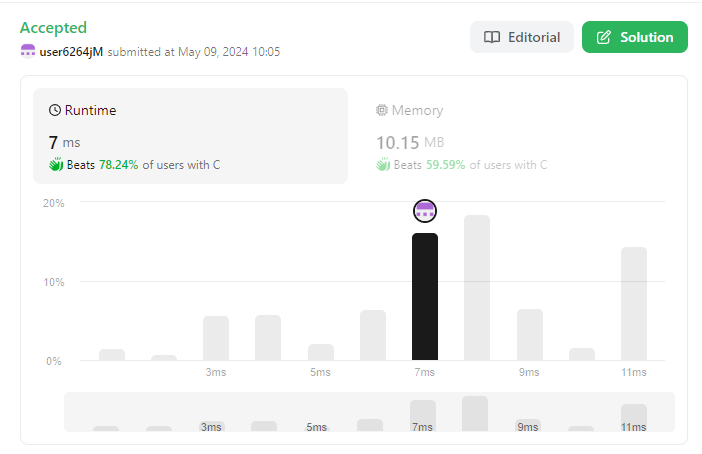 Accepted
user6264jM submitted at May 09, 2024 10:05
Editorial
Solution
Runtime
7 ms
Beats 78.24% of users with C
Memory
10.15 MB
Beats 59.59% of users with C
20%
10%
0%
3ms 5ms 7ms 9ms 11ms
3ms 5ms 7ms 9ms 11ms